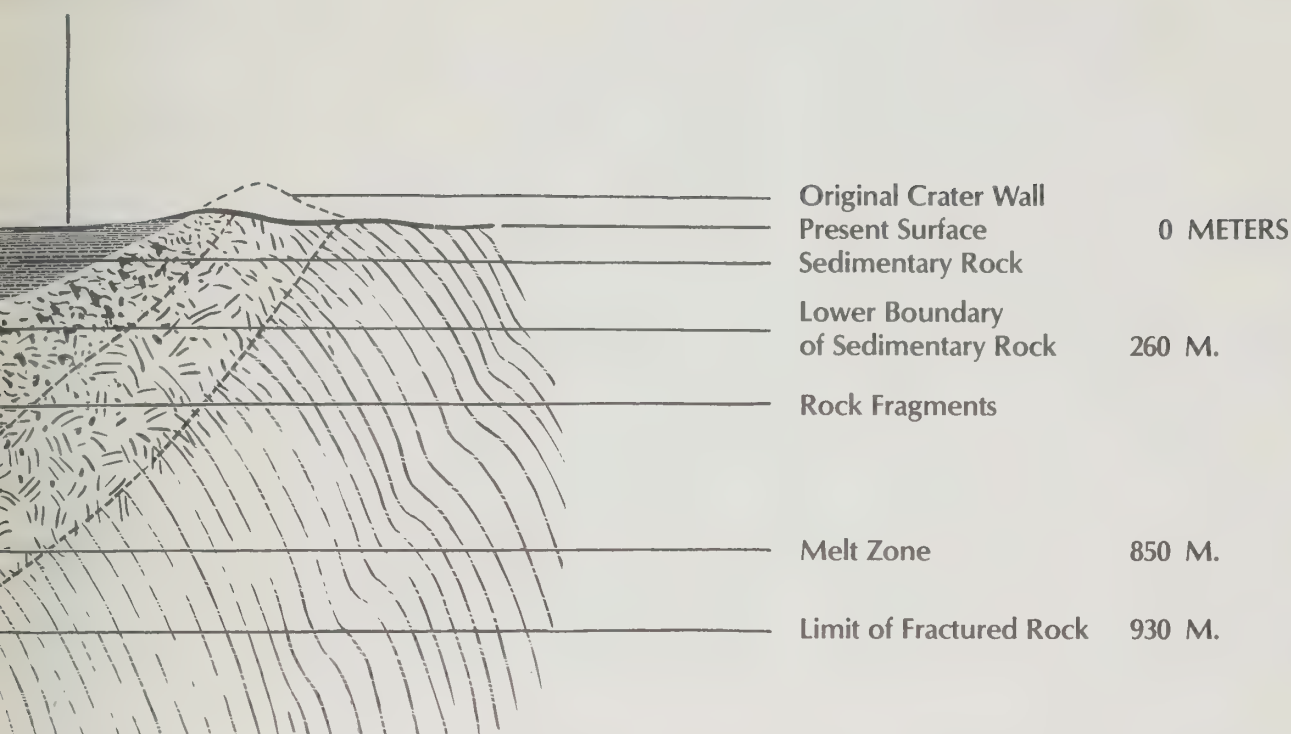 Original Crater Wall
Present Surface 0 METERS
Sedimentary Rock
Lower Boundary
of Sedimentary Rock 260 M.
Rock Fragments
Melt Zone 850 M.
Limit of Fractured Rock 930 M.